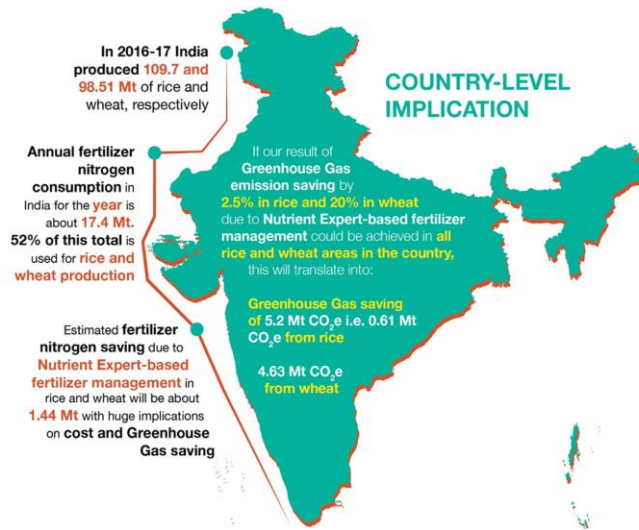 In 2016-17 India
produced 109.7 and
98.51 Mt of rice and
wheat, respectively
COUNTRY-LEVEL
IMPLICATION
Annual fertilizer
nitrogen
consumption in
India for the year is
about 17.4 Mt.
52% of this total is
used for rice and
wheat production
If our result of
Greenhouse Gas
emission saving by
2.5% in rice and 20% in wheat
due to Nutrient Expert-based fertilizer
management could be achieved in all
rice and wheat areas in the country,
this will translate into:
Greenhouse Gas saving
of 5.2 Mt CO₂e i.e. 0.61 Mt
CO₂e from rice
4.63 Mt CO₂e
from wheat
Estimated fertilizer
nitrogen saving due to
Nutrient Expert-based
fertilizer management in
rice and wheat will be about
1.44 Mt with huge implications
on cost and Greenhouse
Gas saving